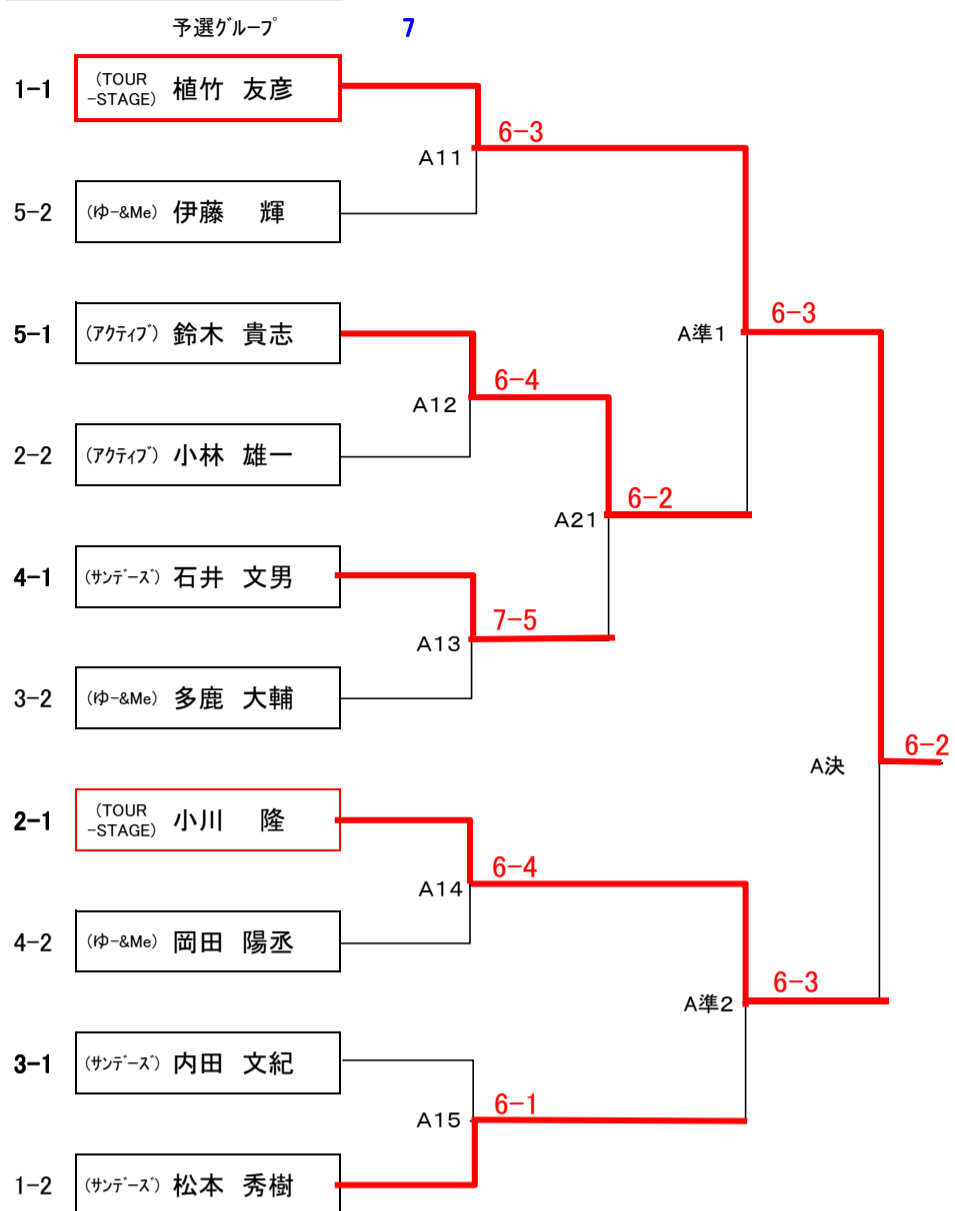 予選グループ 7
1-1 (TOUR -STAGE) 植竹 友彦
6-3
A11
5-2 (ゆー&Me) 伊藤 輝
5-1 (アクティブ) 鈴木 貴志
6-3
A準1
6-4
A12
2-2 (アクティブ) 小林 雄一
6-2
A21
4-1 (サンデーズ) 石井 文男
7-5
A13
3-2 (ゆー&Me) 多鹿 大輔
6-2
A決
2-1 (TOUR -STAGE) 小川 隆
6-4
A14
4-2 (ゆー&Me) 岡田 陽丞
6-3
A準2
3-1 (サンデーズ) 内田 文紀
6-1
A15
1-2 (サンデーズ) 松本 秀樹